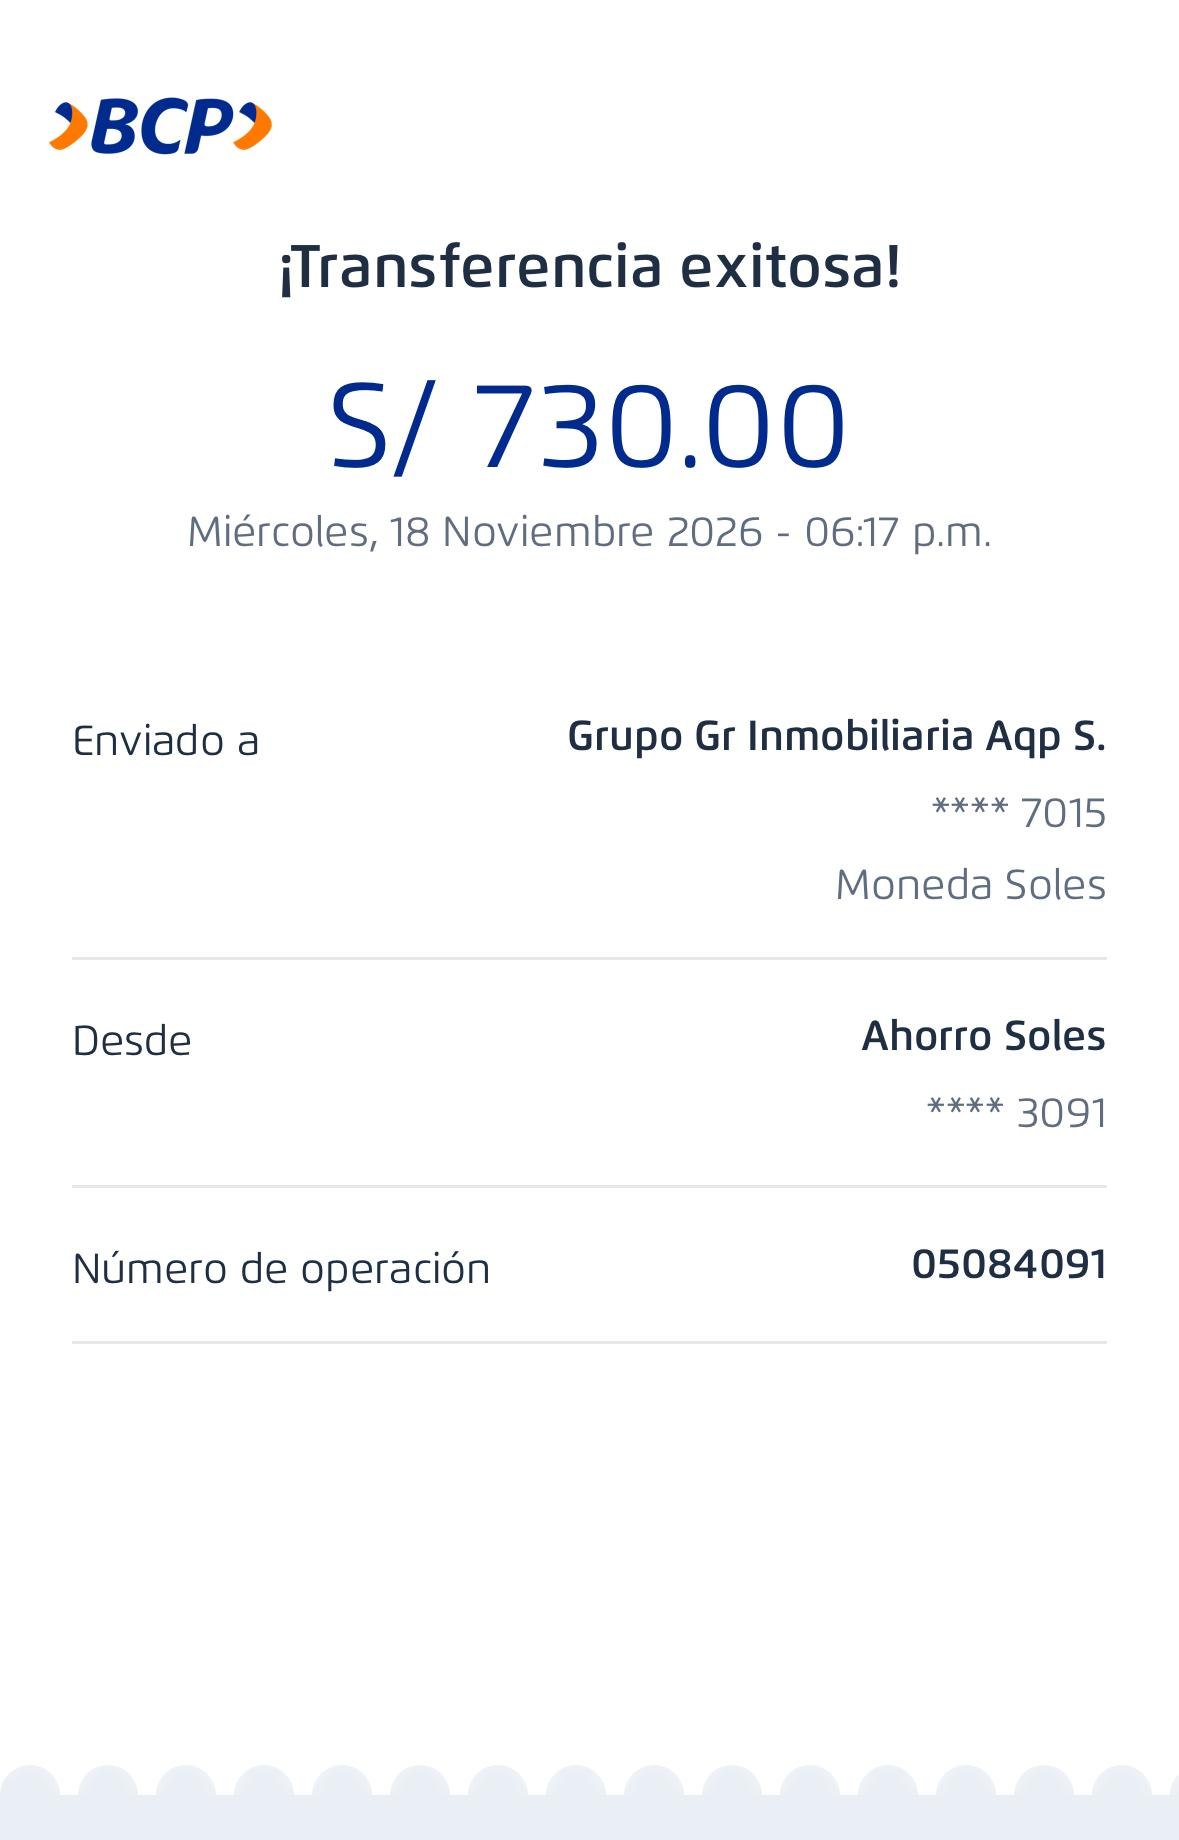 BCP
¡Transferencia exitosa!
S/ 730.00
Miércoles, 18 Noviembre 2026 - 06:17 p.m.
Enviado a
Grupo Gr Inmobiliaria Aqp S.
**** 7015
Moneda Soles
Desde
Ahorro Soles
**** 3091
Número de operación
05084091